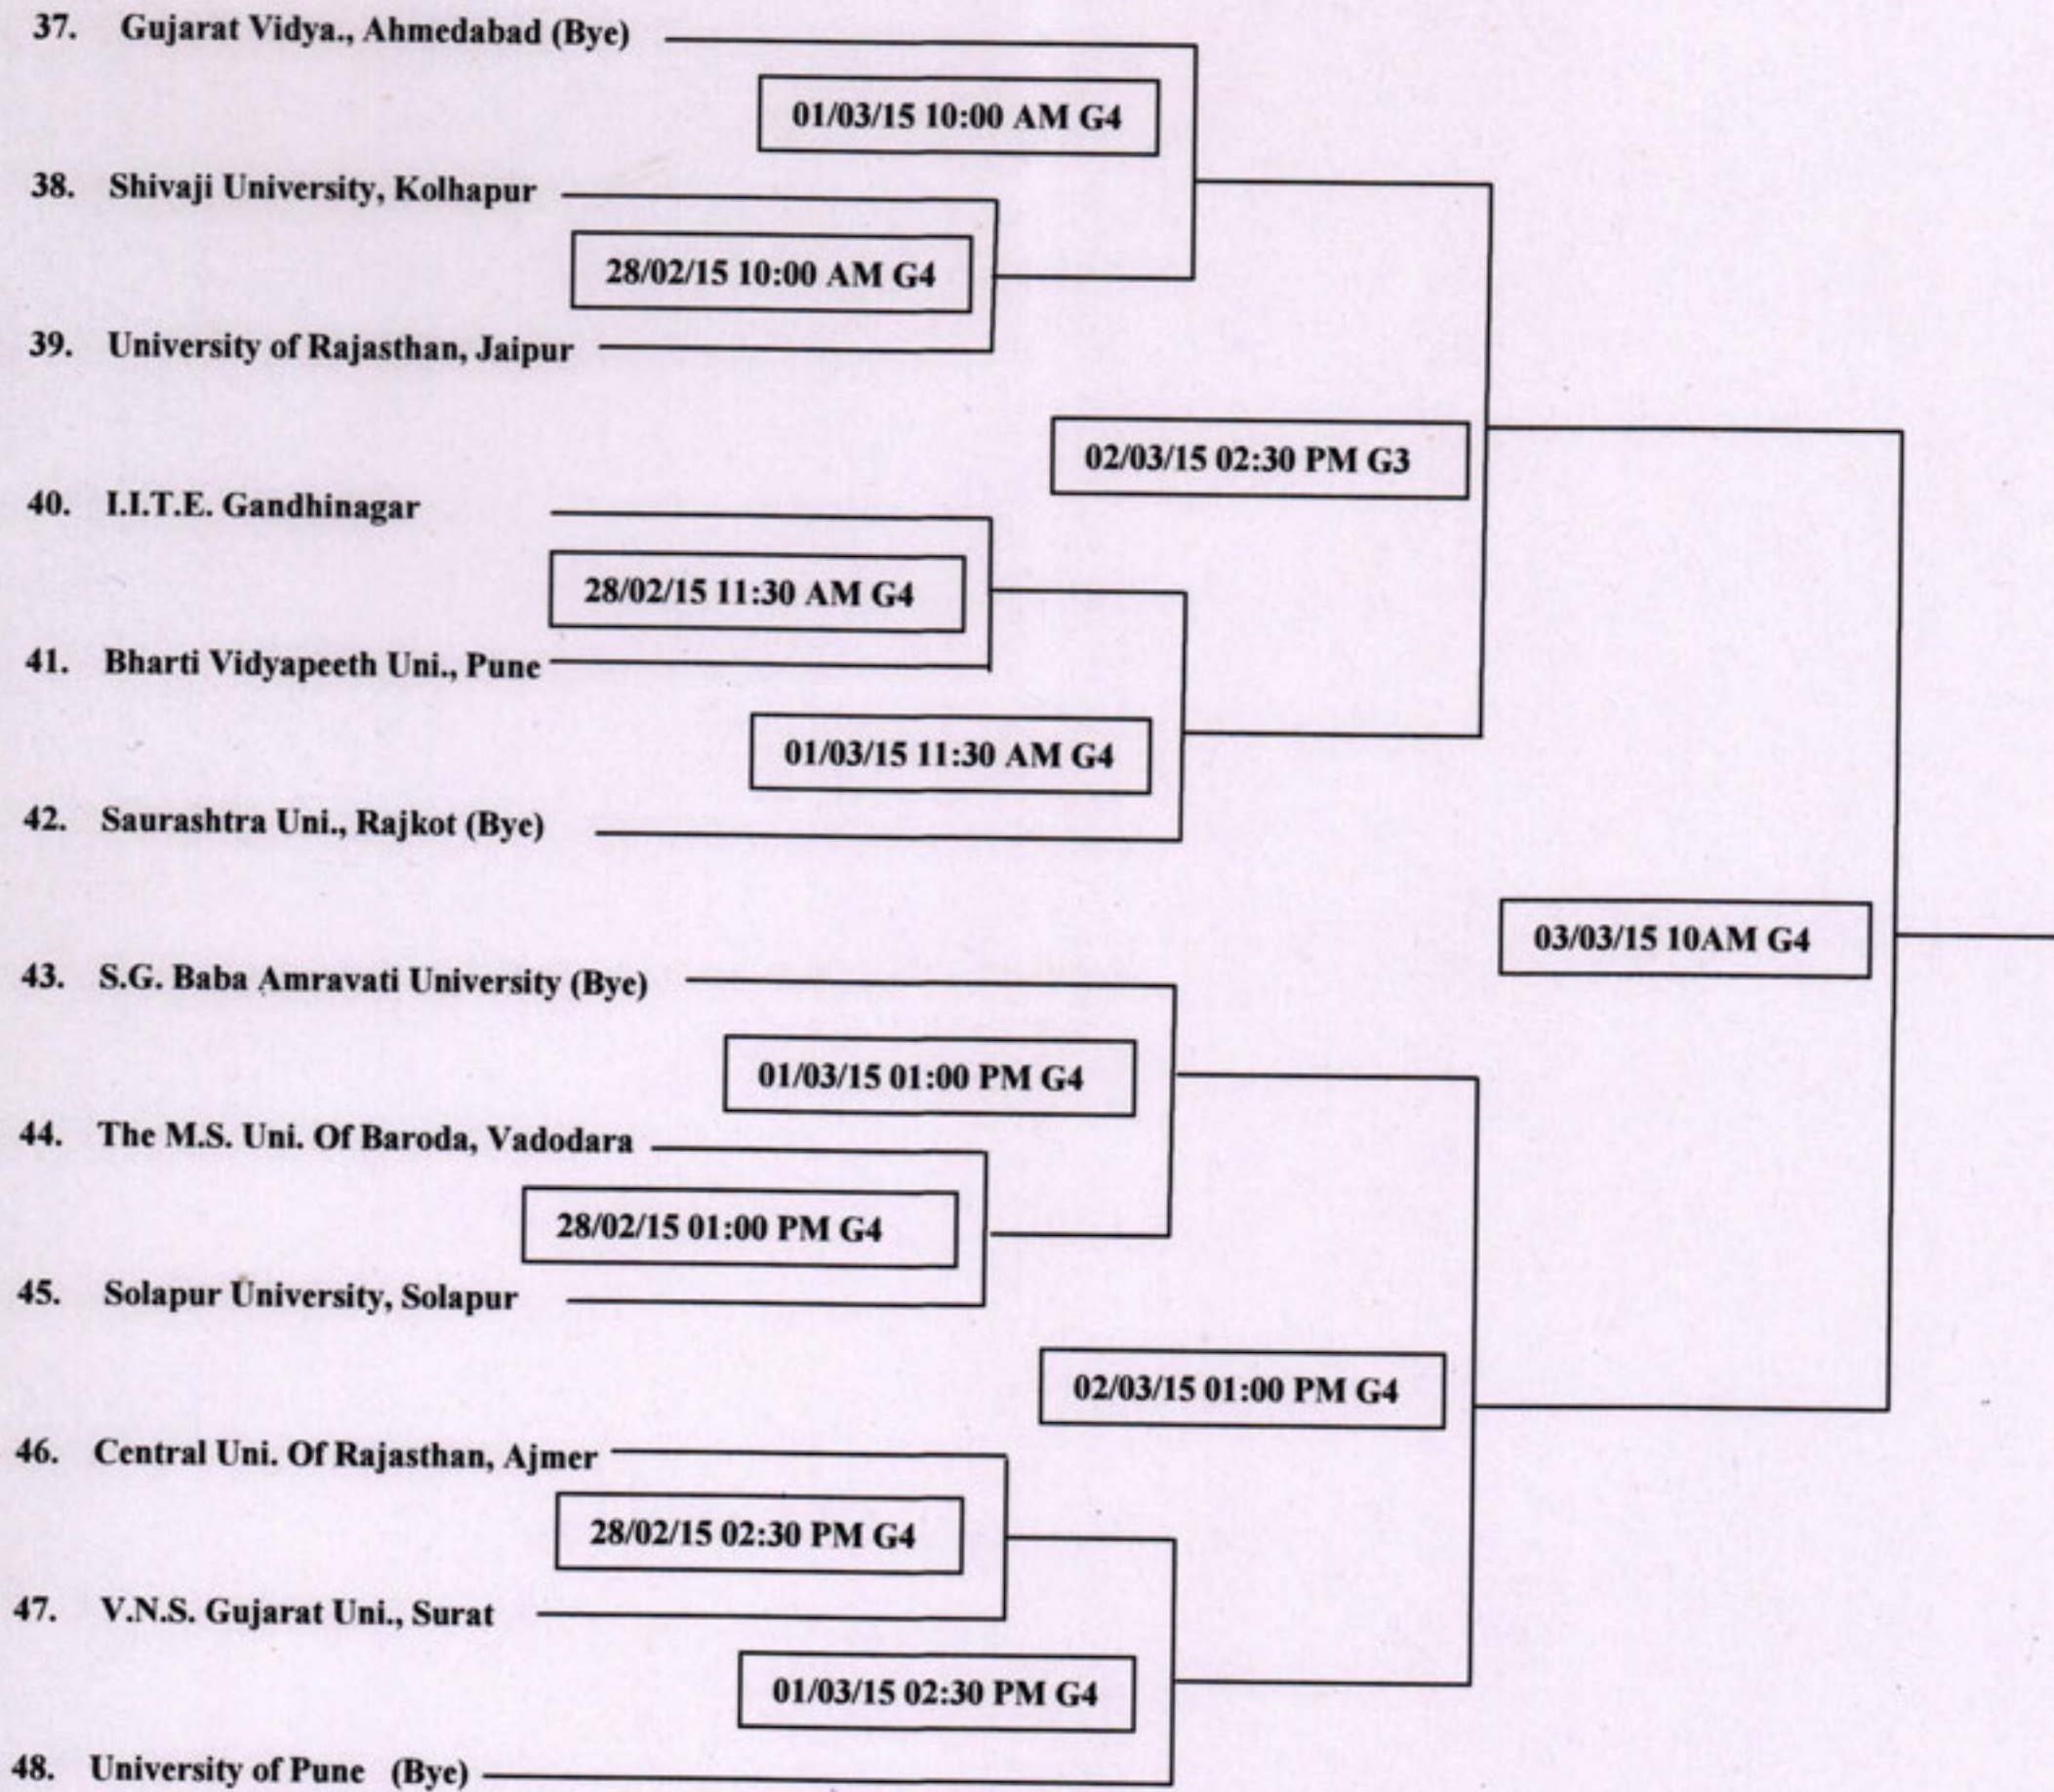 37. Gujarat Vidya., Ahmedabad (Bye)
01/03/15 10:00 AM G4
38. Shivaji University, Kolhapur
28/02/15 10:00 AM G4
39. University of Rajasthan, Jaipur
02/03/15 02:30 PM G3
40. I.I.T.E. Gandhinagar
28/02/15 11:30 AM G4
41. Bharti Vidyapeeth Uni., Pune
01/03/15 11:30 AM G4
42. Saurashtra Uni., Rajkot (Bye)
03/03/15 10AM G4
43. S.G. Baba Amravati University (Bye)
01/03/15 01:00 PM G4
44. The M.S. Uni. Of Baroda, Vadodara
28/02/15 01:00 PM G4
45. Solapur University, Solapur
02/03/15 01:00 PM G4
46. Central Uni. Of Rajasthan, Ajmer
28/02/15 02:30 PM G4
47. V.N.S. Gujarat Uni., Surat
01/03/15 02:30 PM G4
48. University of Pune (Bye)